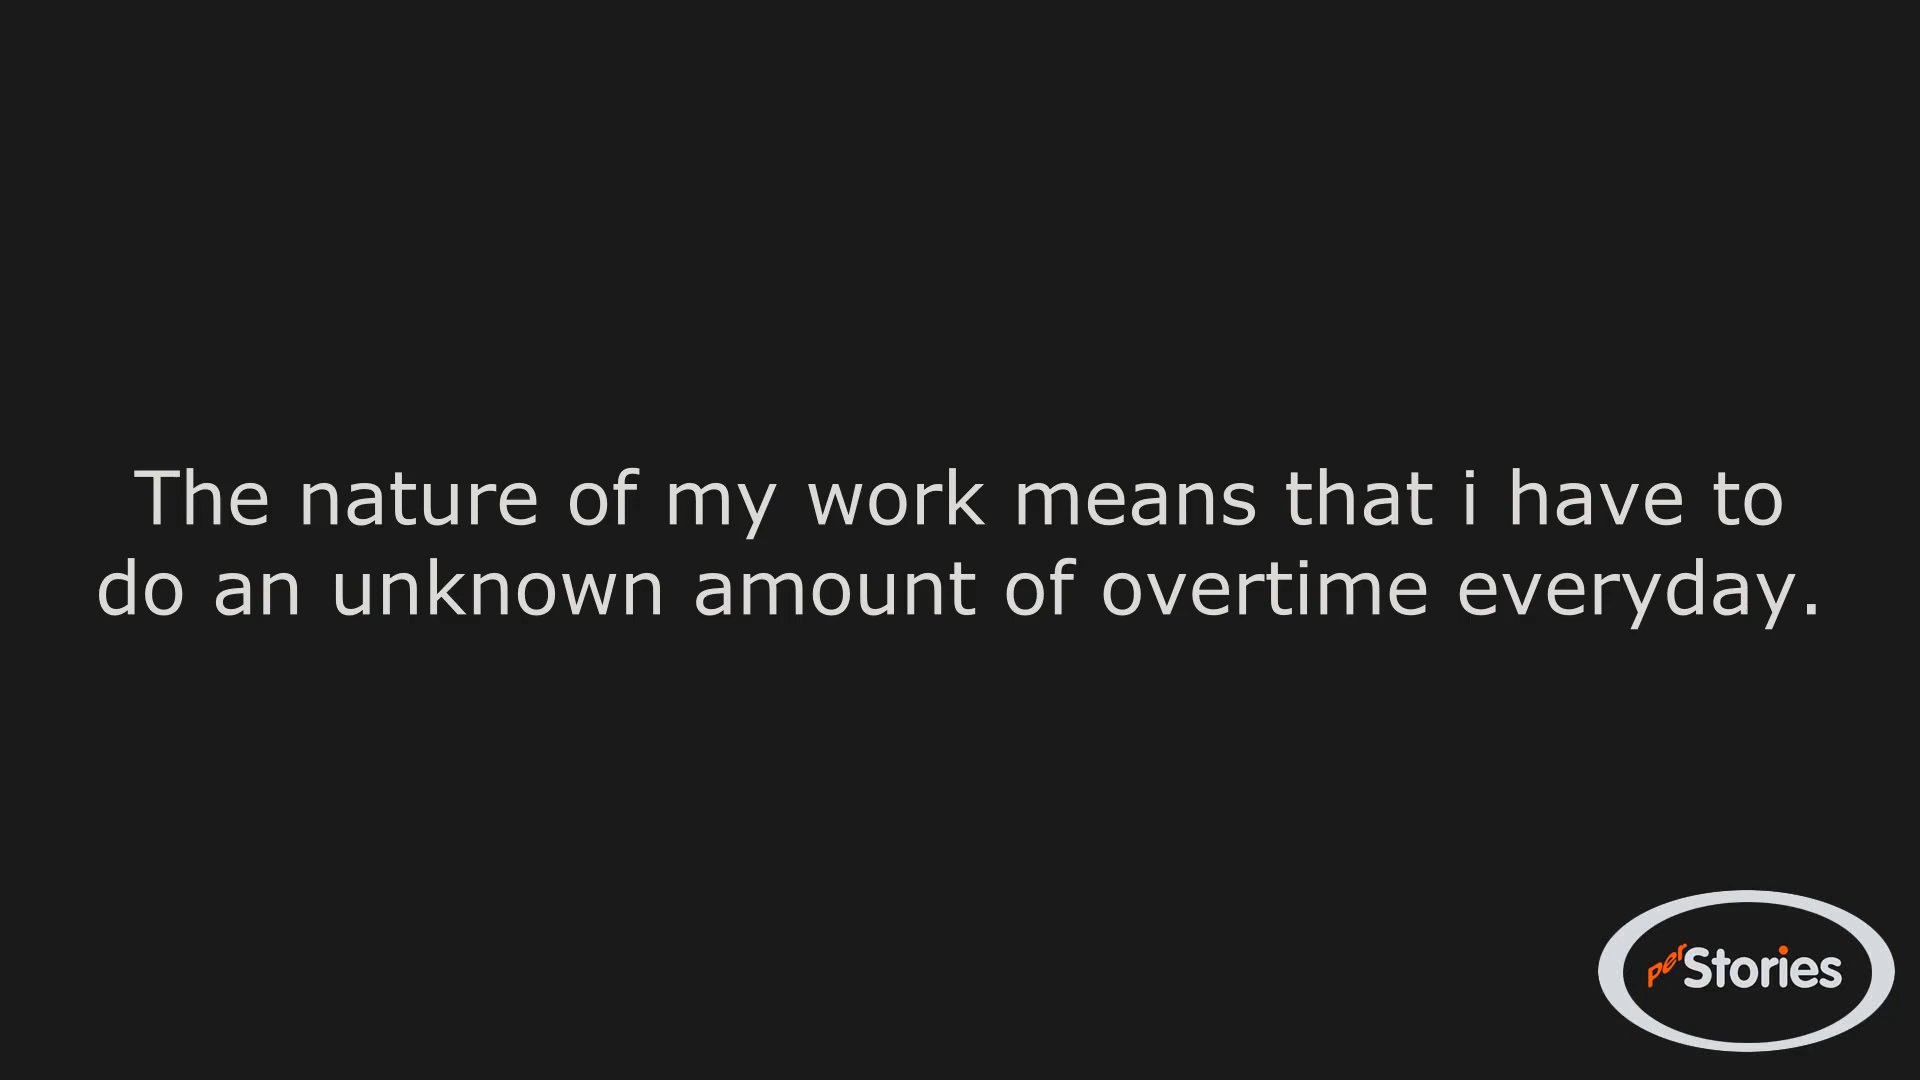 The nature of my work means that i have to
do an unknown amount of overtime everyday.
perStories